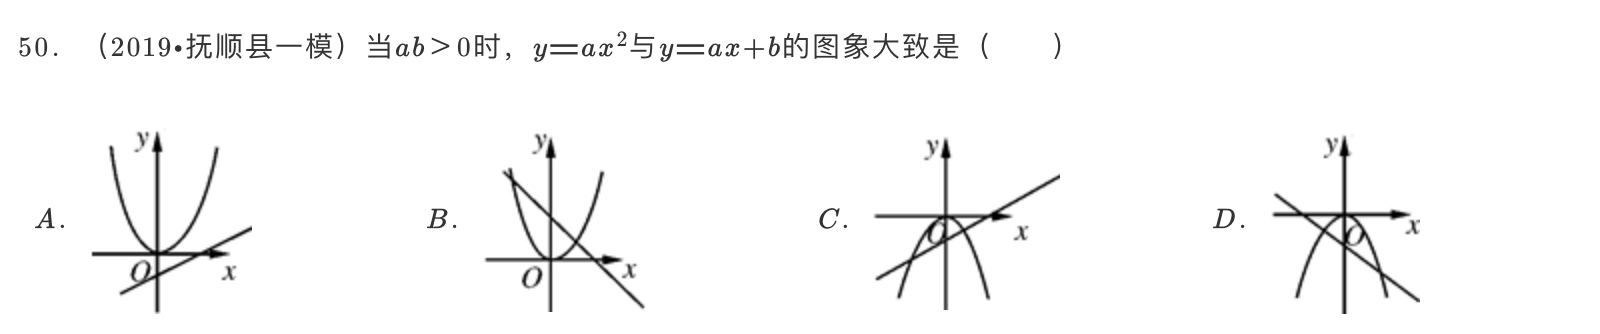 50. （2019•抚顺县一模）当ab＞0时，y=ax²与y=ax+b的图象大致是（　　）
A. y O x B. y O x C. y O x D. y O x